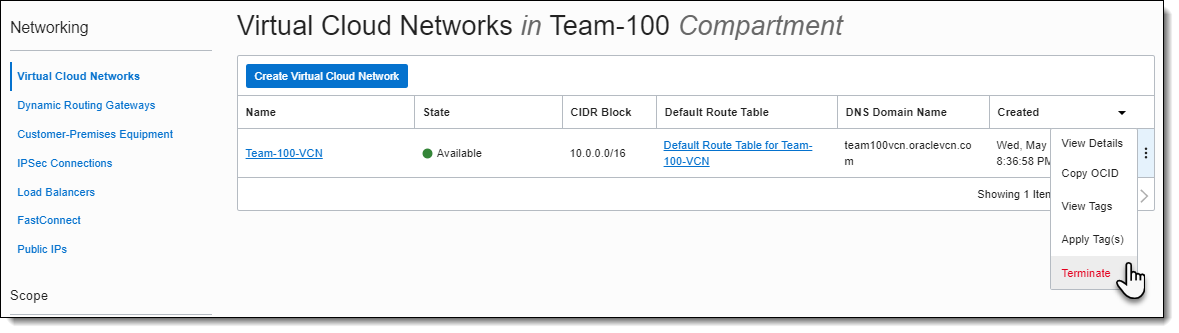 Networking
Virtual Cloud Networks in Team-100 Compartment
Virtual Cloud Networks
Dynamic Routing Gateways
Customer-Premises Equipment
IPSec Connections
Load Balancers
FastConnect
Public IPs
Scope
Create Virtual Cloud Network
Name State CIDR Block Default Route Table DNS Domain Name Created
Team-100-VCN Available 10.0.0.0/16 Default Route Table for Team-
100-VCN
team100vcn.oraclevcn.co
m
Wed, May
8:36:58 PM
Showing 1 Item
View Details
Copy OCID
View Tags
Apply Tag(s)
Terminate